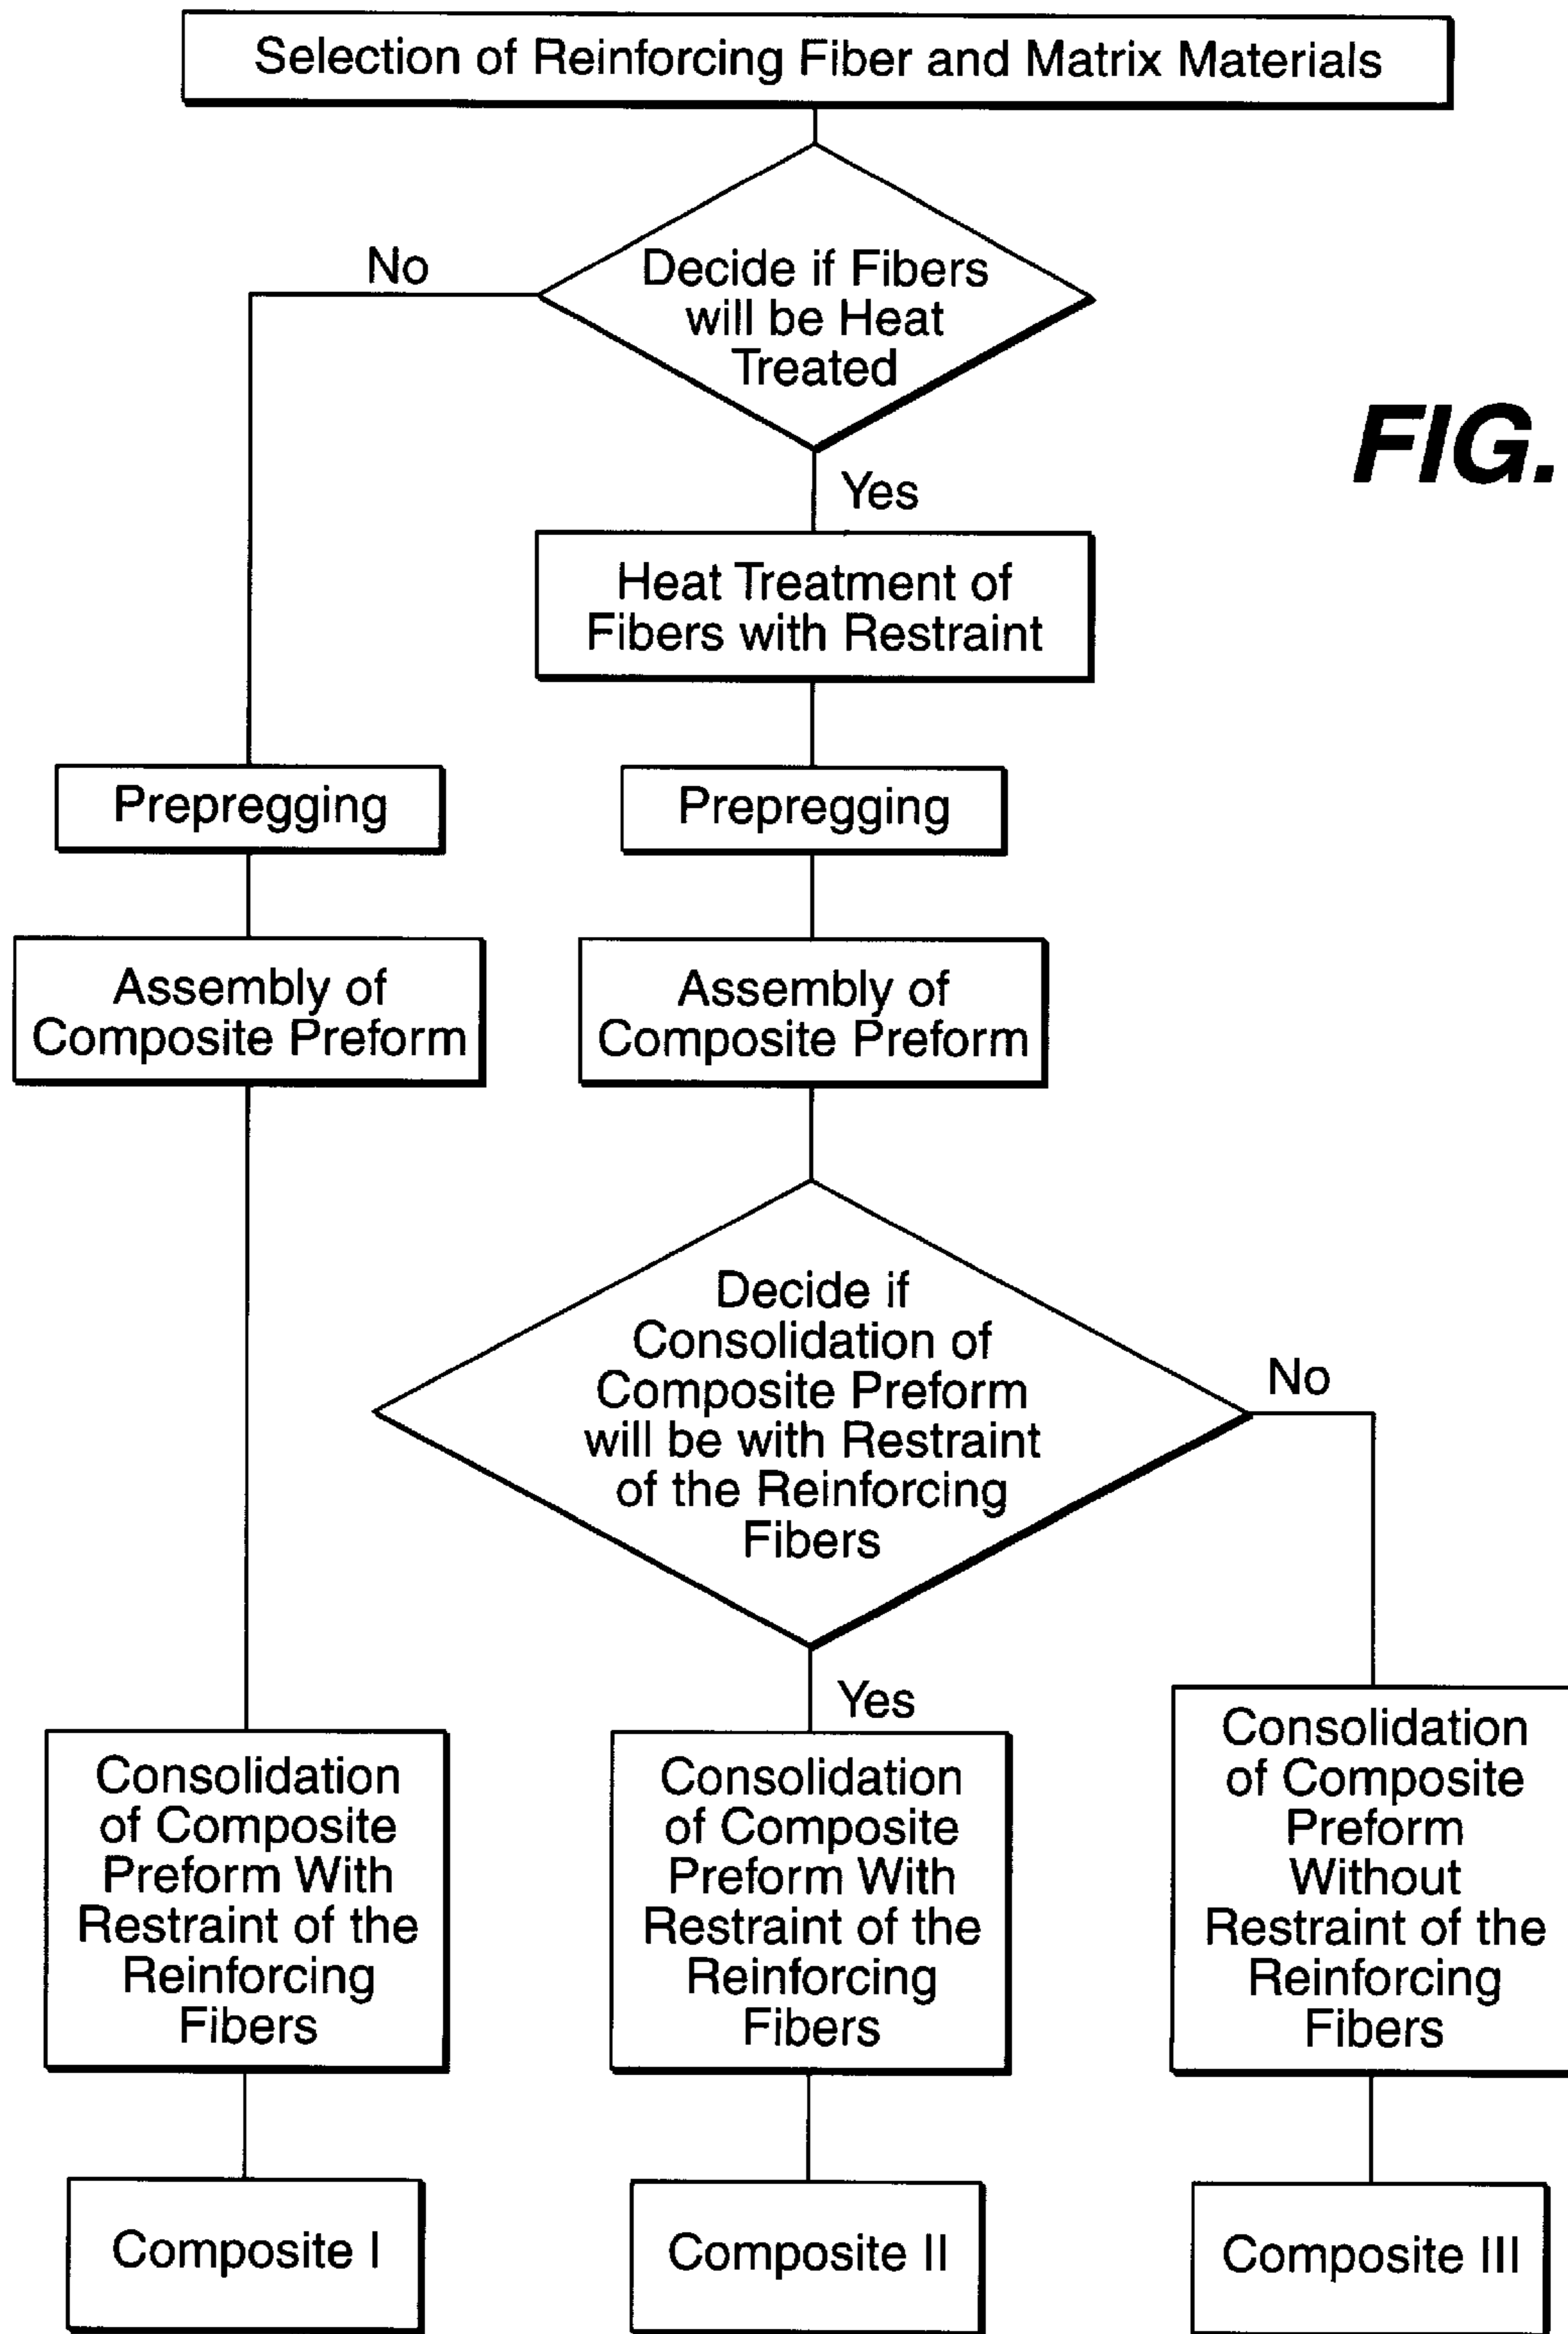 Selection of Reinforcing Fiber and Matrix Materials
No
Decide if Fibers
will be Heat
Treated
FIG.
Yes
Heat Treatment of
Fibers with Restraint
Prepregging
Prepregging
Assembly of
Composite Preform
Assembly of
Composite Preform
Decide if
Consolidation of
Composite Preform
will be with Restraint
of the Reinforcing
Fibers
No
Yes
Consolidation
of Composite
Preform With
Restraint of the
Reinforcing
Fibers
Consolidation
of Composite
Preform With
Restraint of the
Reinforcing
Fibers
Consolidation
of Composite
Preform
Without
Restraint of the
Reinforcing
Fibers
Composite I
Composite II
Composite III